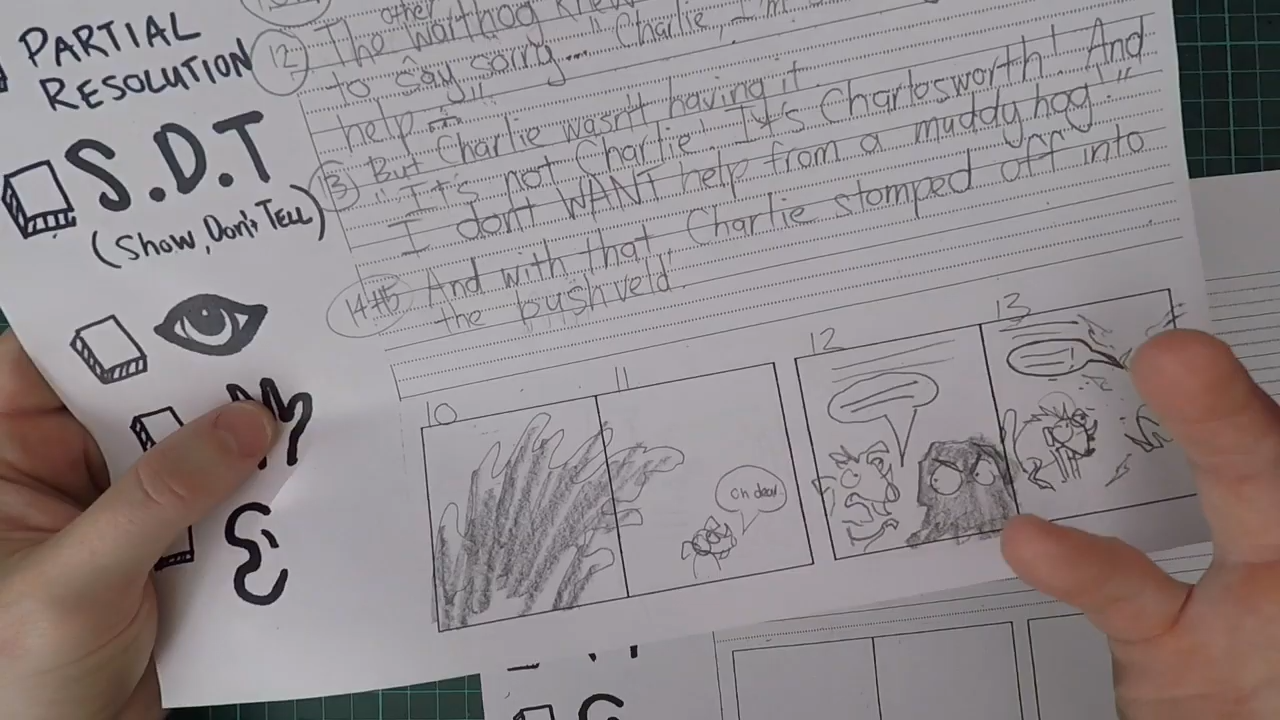 PARTIAL
RESOLUTION
S.D.T
(SHOW, DON'T TELL)
other
12 The warthog knew
to say sorry... "Charlie, I'm
help."
13 But Charlie wasn't having it.
"It's not Charlie! It's Charlesworth! And
I don't WANT help from a muddy hog!"
14 And with that Charlie stomped off into
the bushveld.
10
11
12
13
Oh dear.